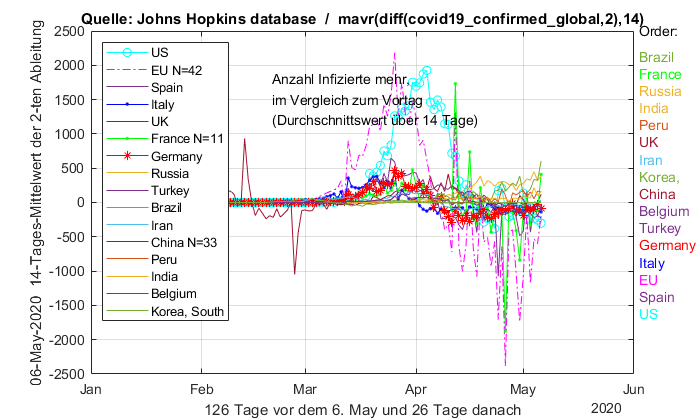 Quelle: Johns Hopkins database / mavr(diff(covid19_confirmed_global,2),14)
Order:
06-May-2020 14-Tages-Mittelwert der 2-ten Ableitung
2500
2000
1500
1000
500
0
-500
-1000
-1500
-2000
-2500
US
EU N=42
Spain
Italy
UK
France N=11
Germany
Russia
Turkey
Brazil
Iran
China N=33
Peru
India
Belgium
Korea, South
Anzahl Infizierte mehr,
im Vergleich zum Vortag
(Durchschnittswert über 14 Tage)
Brazil
France
Russia
India
Peru
UK
Iran
Korea,
China
Belgium
Turkey
Germany
Italy
EU
Spain
US
Jan
Feb
Mar
Apr
May
Jun
2020
126 Tage vor dem 6. May und 26 Tage danach